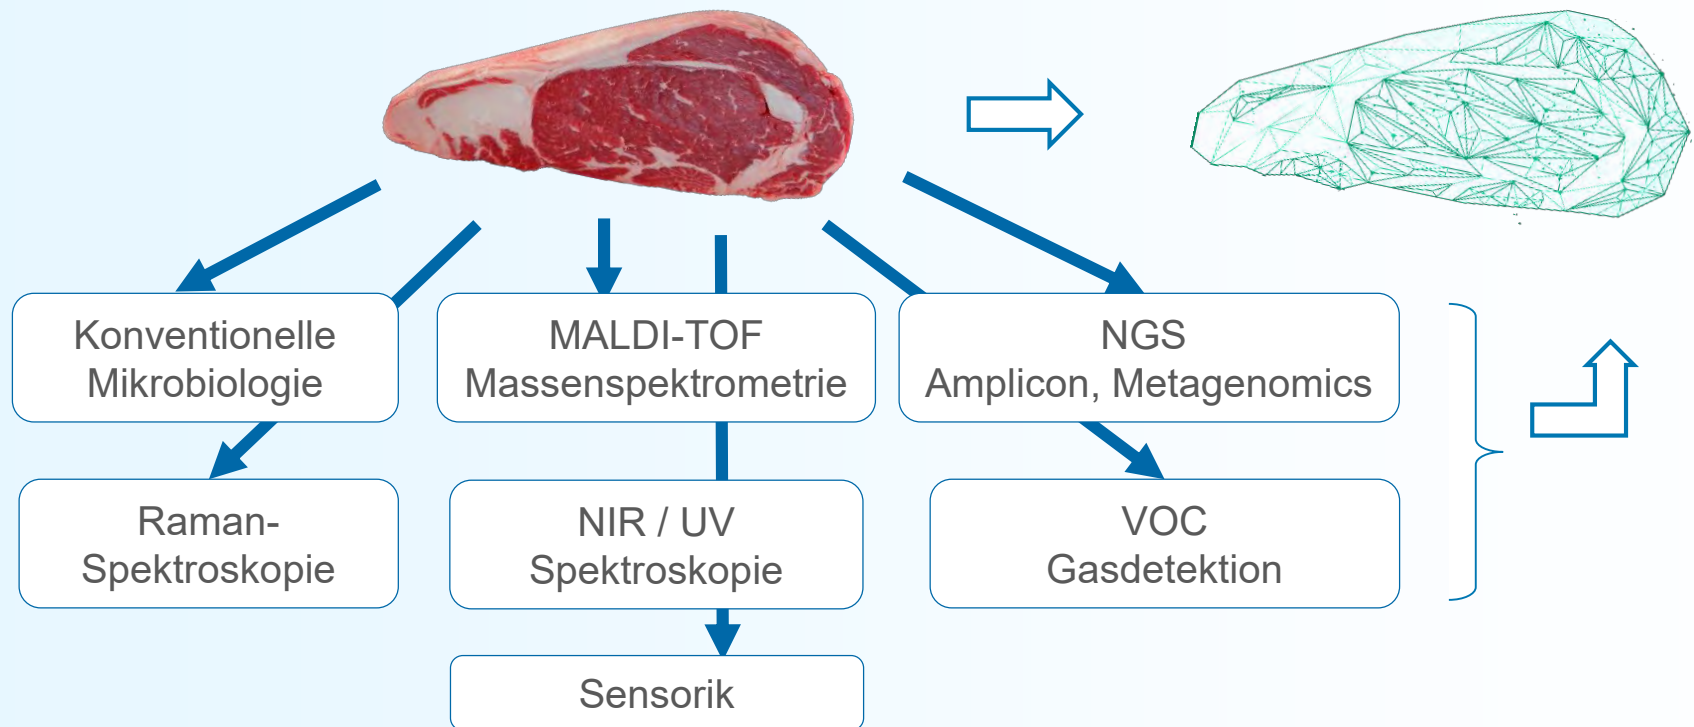 Konventionelle
Mikrobiologie
MALDI-TOF
Massenspektrometrie
NGS
Amplicon, Metagenomics
Raman-
Spektroskopie
NIR / UV
Spektroskopie
VOC
Gasdetektion
Sensorik